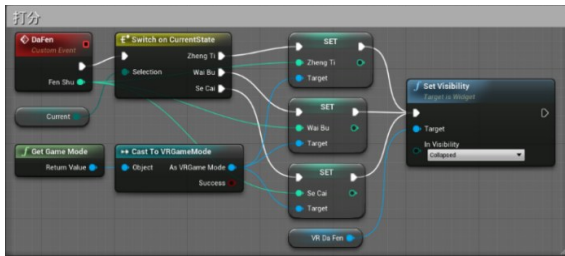 打分
DaFen
Custom Event
Fen Shu
Switch on CurrentState
Selection
Zheng Ti
Wai Bu
Se Cai
Current
Get Game Mode
Return Value
Cast To VRGameMode
Object
As VRGame Mode
Success
SET
Zheng Ti
Target
SET
Wai Bu
Target
SET
Se Cai
Target
VR Da Fen
Set Visibility
Target is Widget
Target
In Visibility
Collapsed